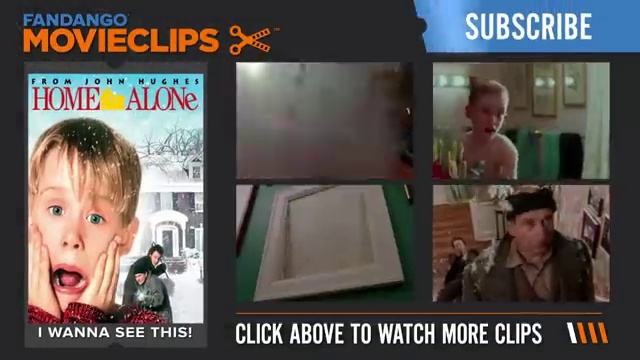 FANDANGO
MOVIECLIPS
SUBSCRIBE
FROM JOHN HUGHES
HOME ALONe
I WANNA SEE THIS!
CLICK ABOVE TO WATCH MORE CLIPS